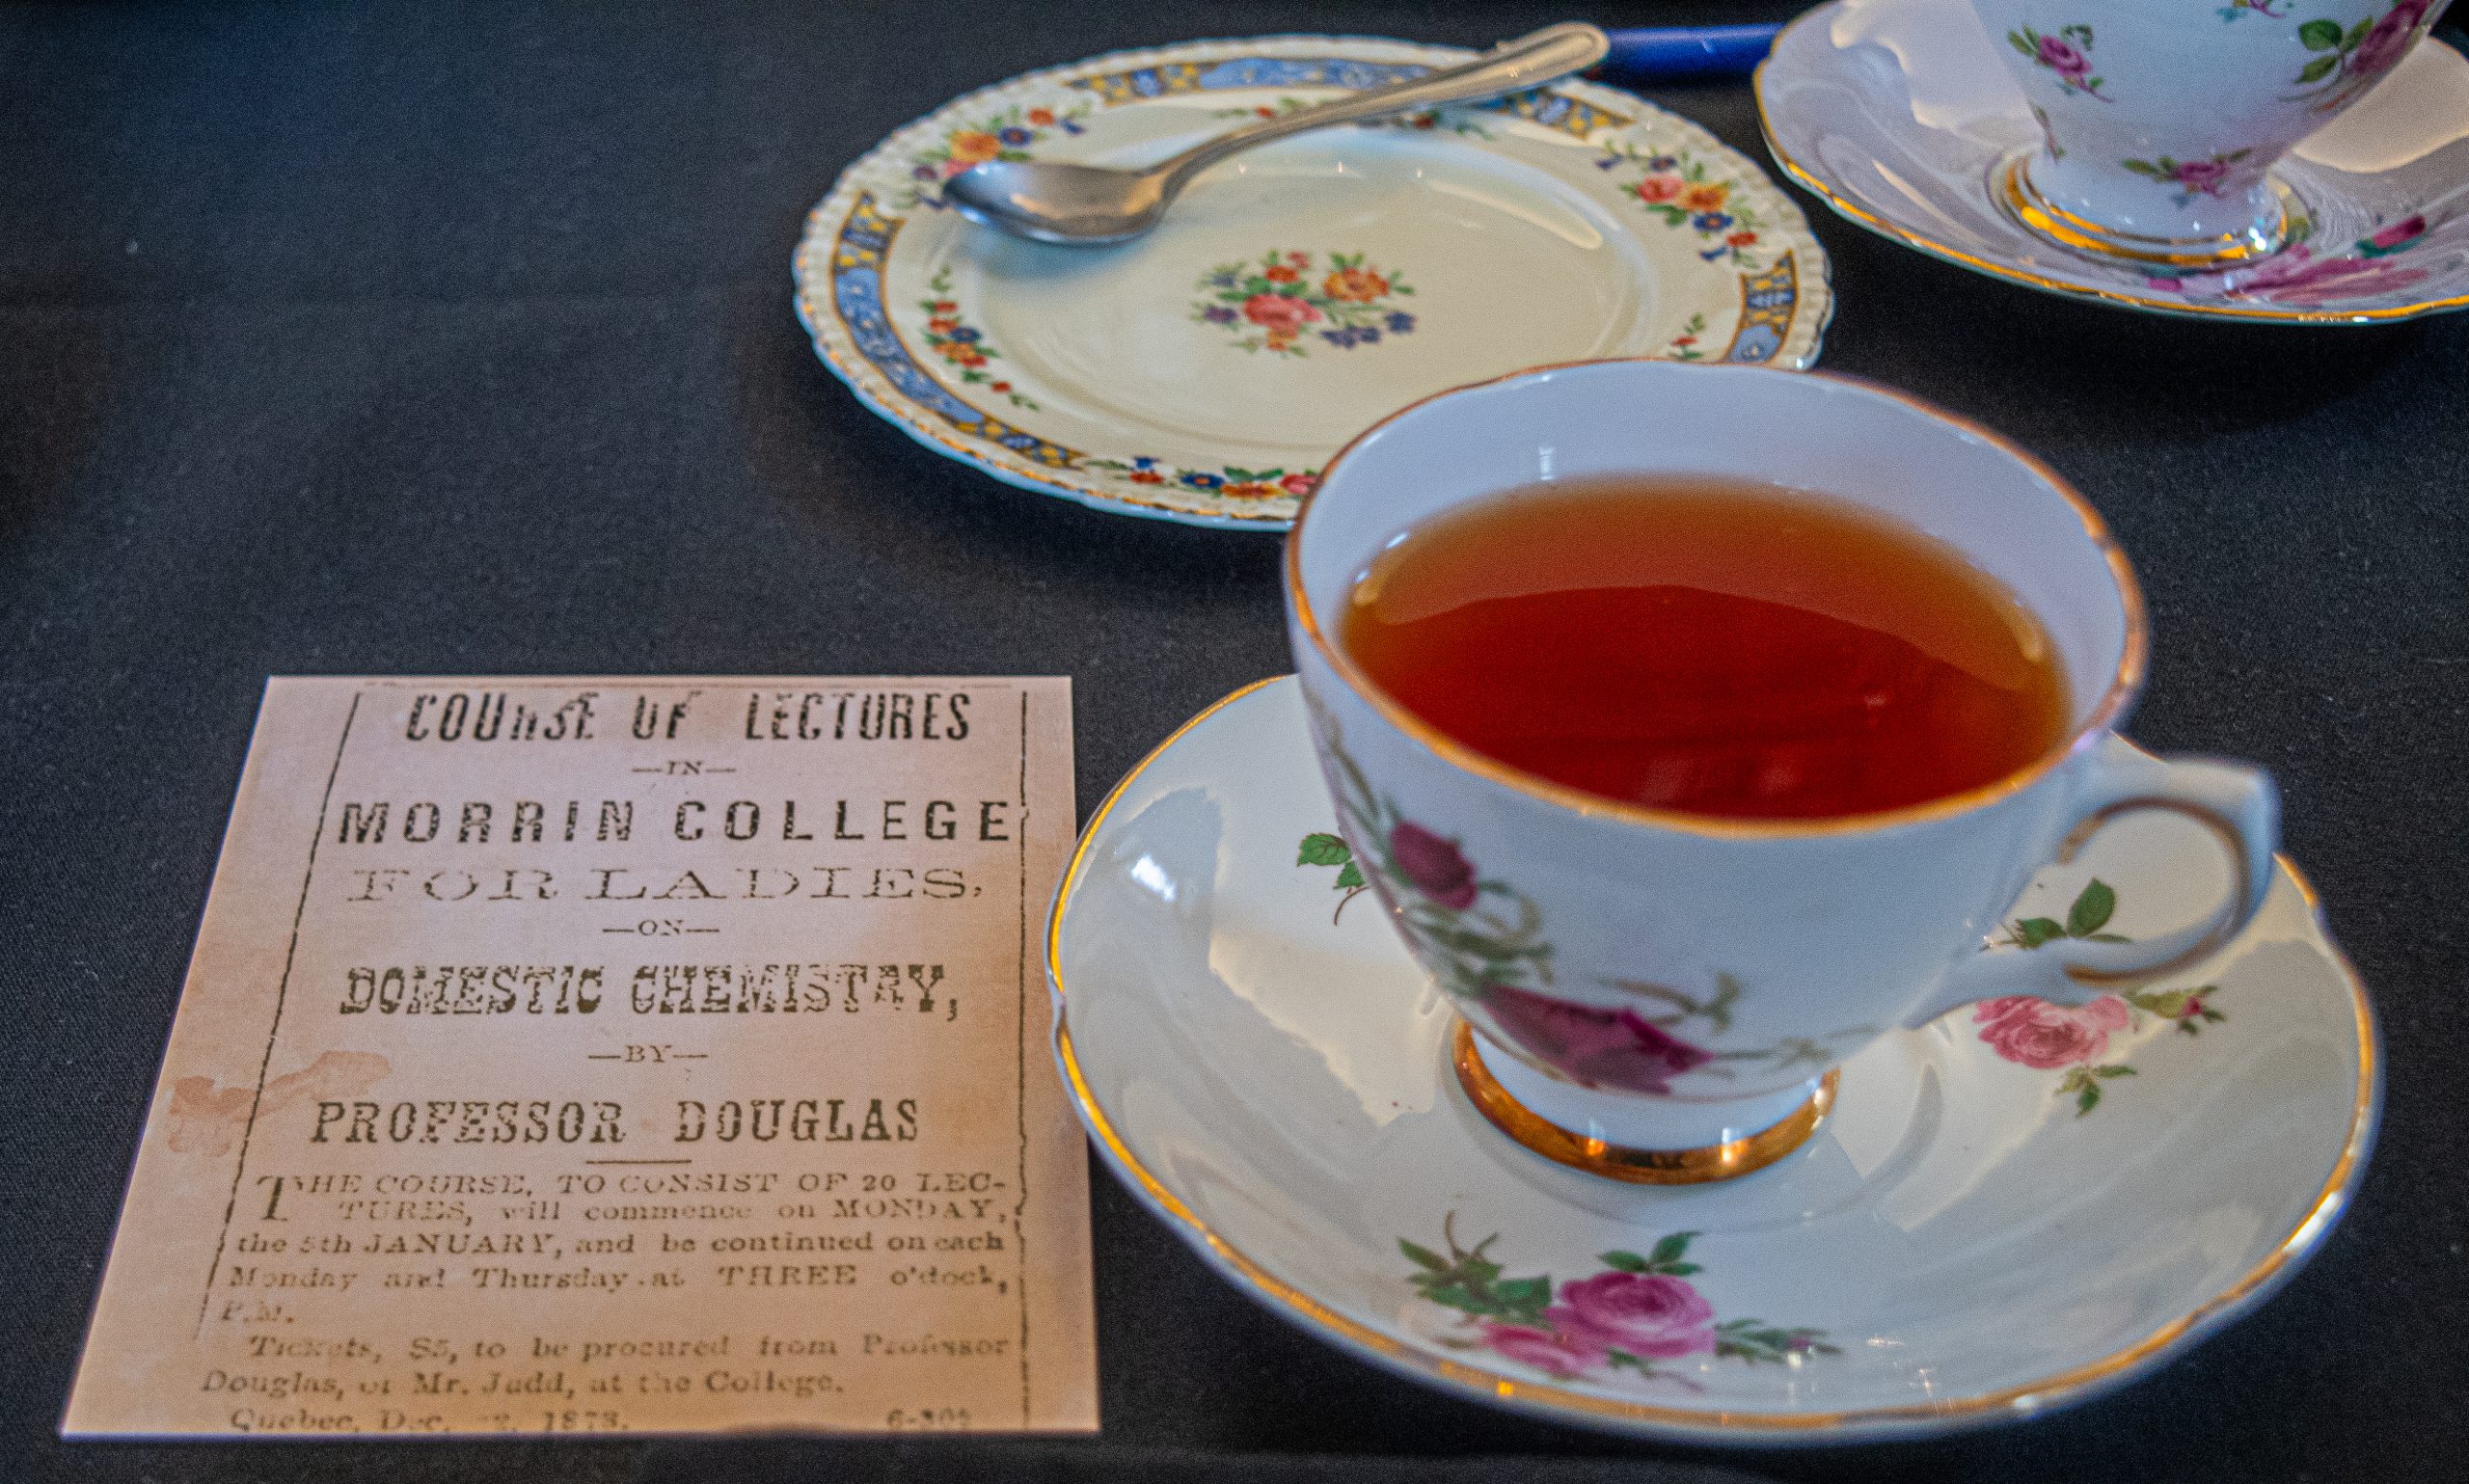 COURSE OF LECTURES
—IN—
MORRIN COLLEGE
FOR LADIES,
—ON—
DOMESTIC CHEMISTRY,
—BY—
PROFESSOR DOUGLAS
THE COURSE, TO CONSIST OF 20 LEC-
TURES, will commence on MONDAY,
the 5th JANUARY, and be continued on each
Monday and Thursday at THREE o'clock,
P.M.
Tickets, $5, to be procured from Professor
Douglas, or Mr. Judd, at the College.
Quebec, Dec. 1873.